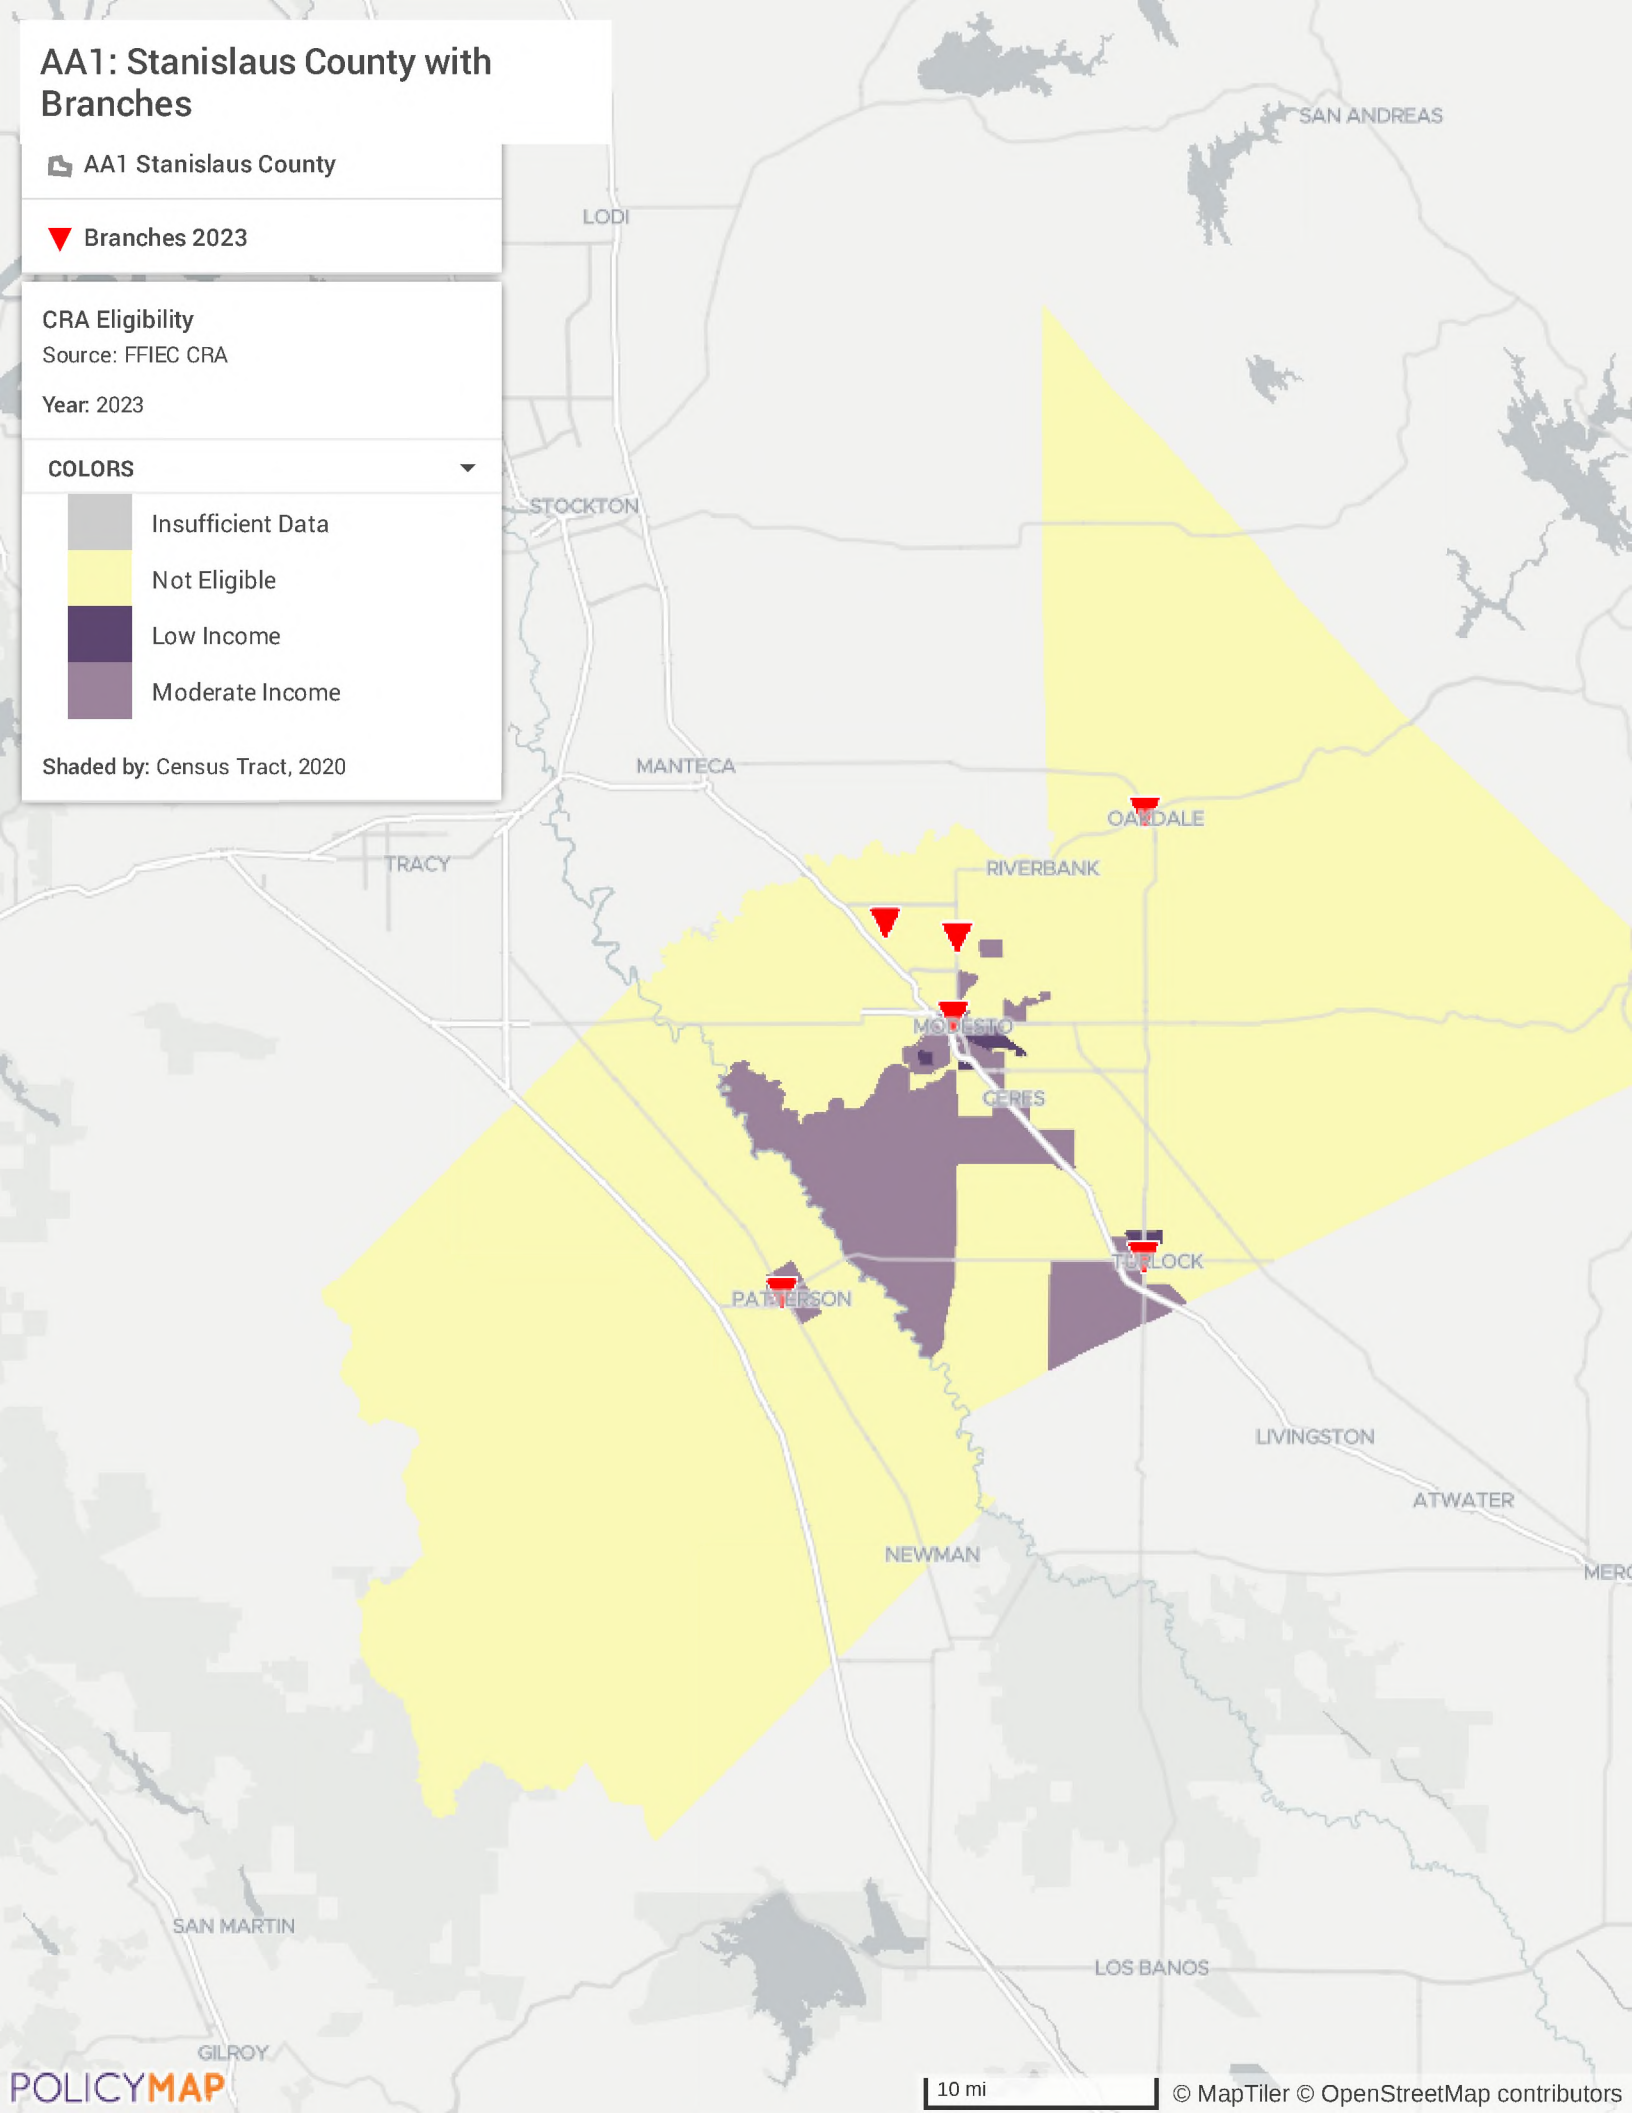 AA1: Stanislaus County with
Branches
AA1 Stanislaus County
Branches 2023
CRA Eligibility
Source: FFIEC CRA
Year: 2023
COLORS
Insufficient Data
Not Eligible
Low Income
Moderate Income
Shaded by: Census Tract, 2020
SAN ANDREAS
LODI
STOCKTON
MANTECA
OAKDALE
TRACY
RIVERBANK
MODESTO
CERES
TURLOCK
PATTERSON
LIVINGSTON
ATWATER
NEWMAN
MERC
SAN MARTIN
LOS BANOS
GILROY
POLICYMAP
10 mi
© MapTiler © OpenStreetMap contributors